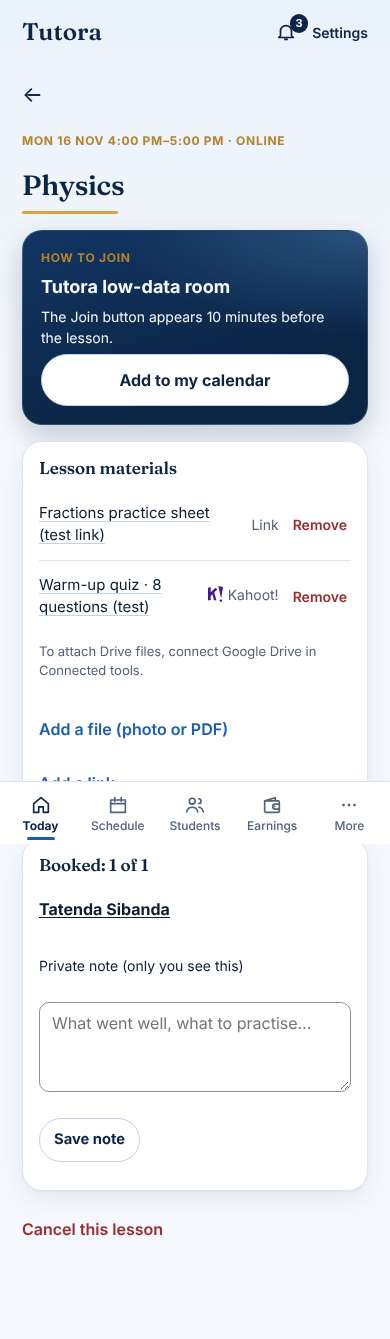 Tutora
3
Settings
MON 16 NOV 4:00 PM–5:00 PM · ONLINE
Physics
HOW TO JOIN
Tutora low-data room
The Join button appears 10 minutes before
the lesson.
Add to my calendar
Lesson materials
Fractions practice sheet
(test link)
Link
Remove
Warm-up quiz · 8
questions (test)
K! Kahoot!
Remove
To attach Drive files, connect Google Drive in
Connected tools.
Add a file (photo or PDF)
Add a link
Today
Schedule
Students
Earnings
More
Booked: 1 of 1
Tatenda Sibanda
Private note (only you see this)
What went well, what to practise...
Save note
Cancel this lesson